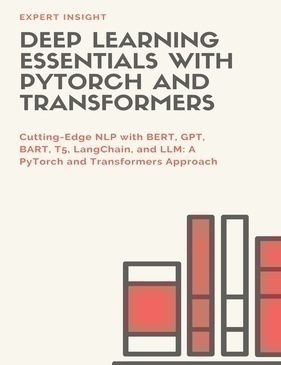 EXPERT INSIGHT
DEEP LEARNING
ESSENTIALS WITH
PYTORCH AND
TRANSFORMERS
Cutting-Edge NLP with BERT, GPT,
BART, T5, LangChain, and LLM: A
PyTorch and Transformers Approach